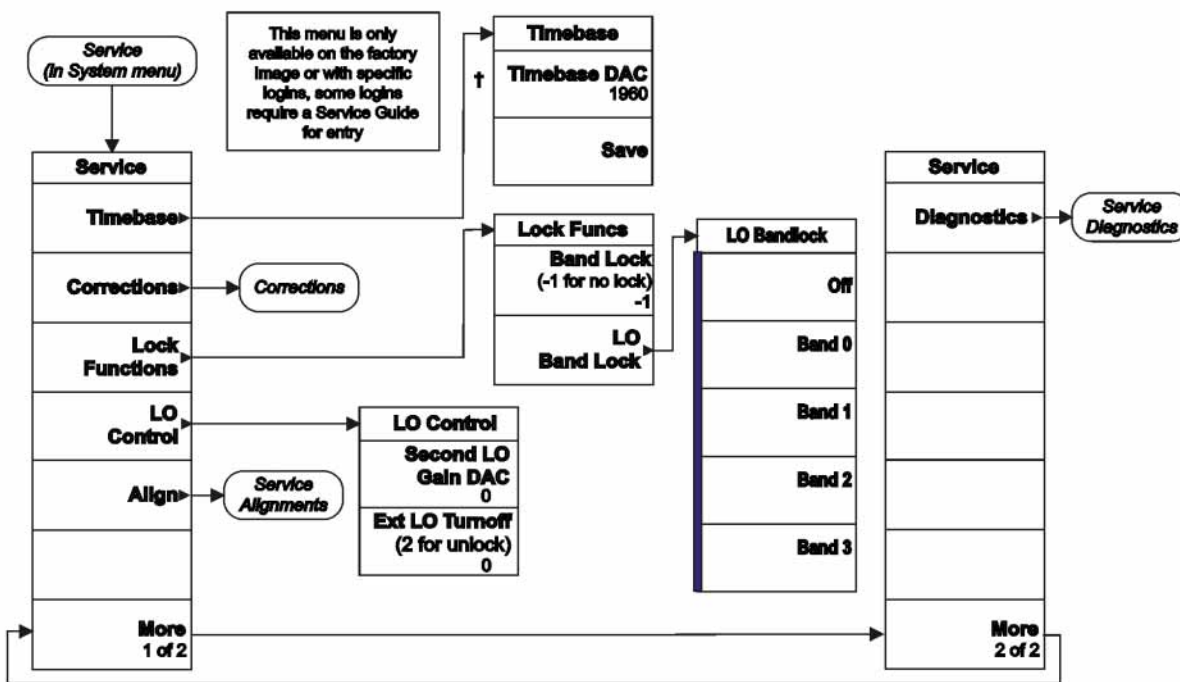 Service
(In System menu)
This menu is only
available on the factory
image or with specific
logins, some logins
require a Service Guide
for entry
Service
Timebase
Corrections
Lock
Functions
LO
Control
Align
More
1 of 2
Corrections
Service
Alignments
†
Timebase
Timebase DAC
1960
Save
Lock Funcs
Band Lock
(-1 for no lock)
-1
LO
Band Lock
LO Control
Second LO
Gain DAC
0
Ext LO Turnoff
(2 for unlock)
0
LO Bandlock
Off
Band 0
Band 1
Band 2
Band 3
Service
Diagnostics
More
2 of 2
Service
Diagnostics